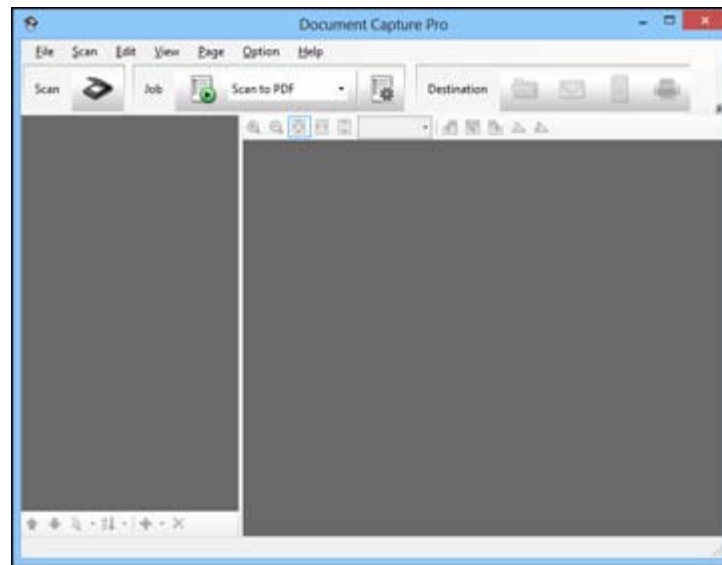 Document Capture Pro
File Scan Edit View Page Option Help
Scan Job Scan to PDF Destination